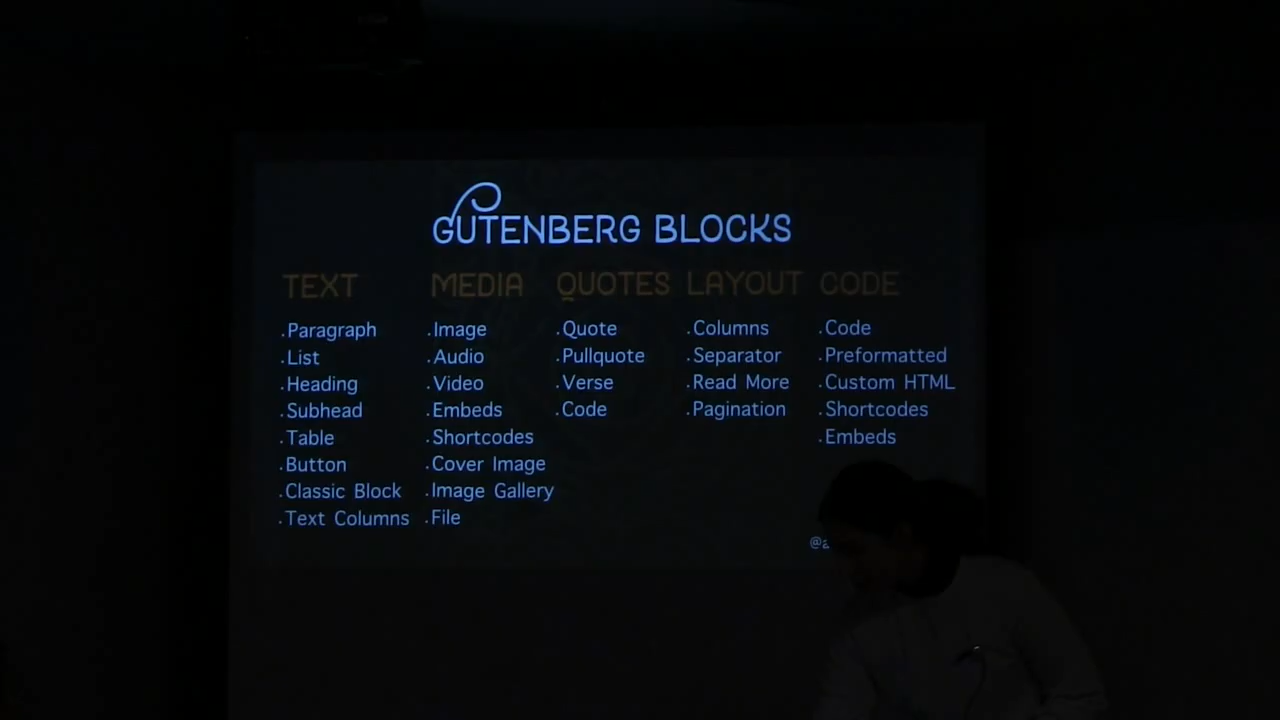 GUTENBERG BLOCKS
TEXT
.Paragraph
.List
.Heading
.Subhead
.Table
.Button
.Classic Block
.Text Columns
MEDIA
.Image
.Audio
.Video
.Embeds
.Shortcodes
.Cover Image
.Image Gallery
.File
QUOTES
.Quote
.Pullquote
.Verse
.Code
LAYOUT
.Columns
.Separator
.Read More
.Pagination
CODE
.Code
.Preformatted
.Custom HTML
.Shortcodes
.Embeds